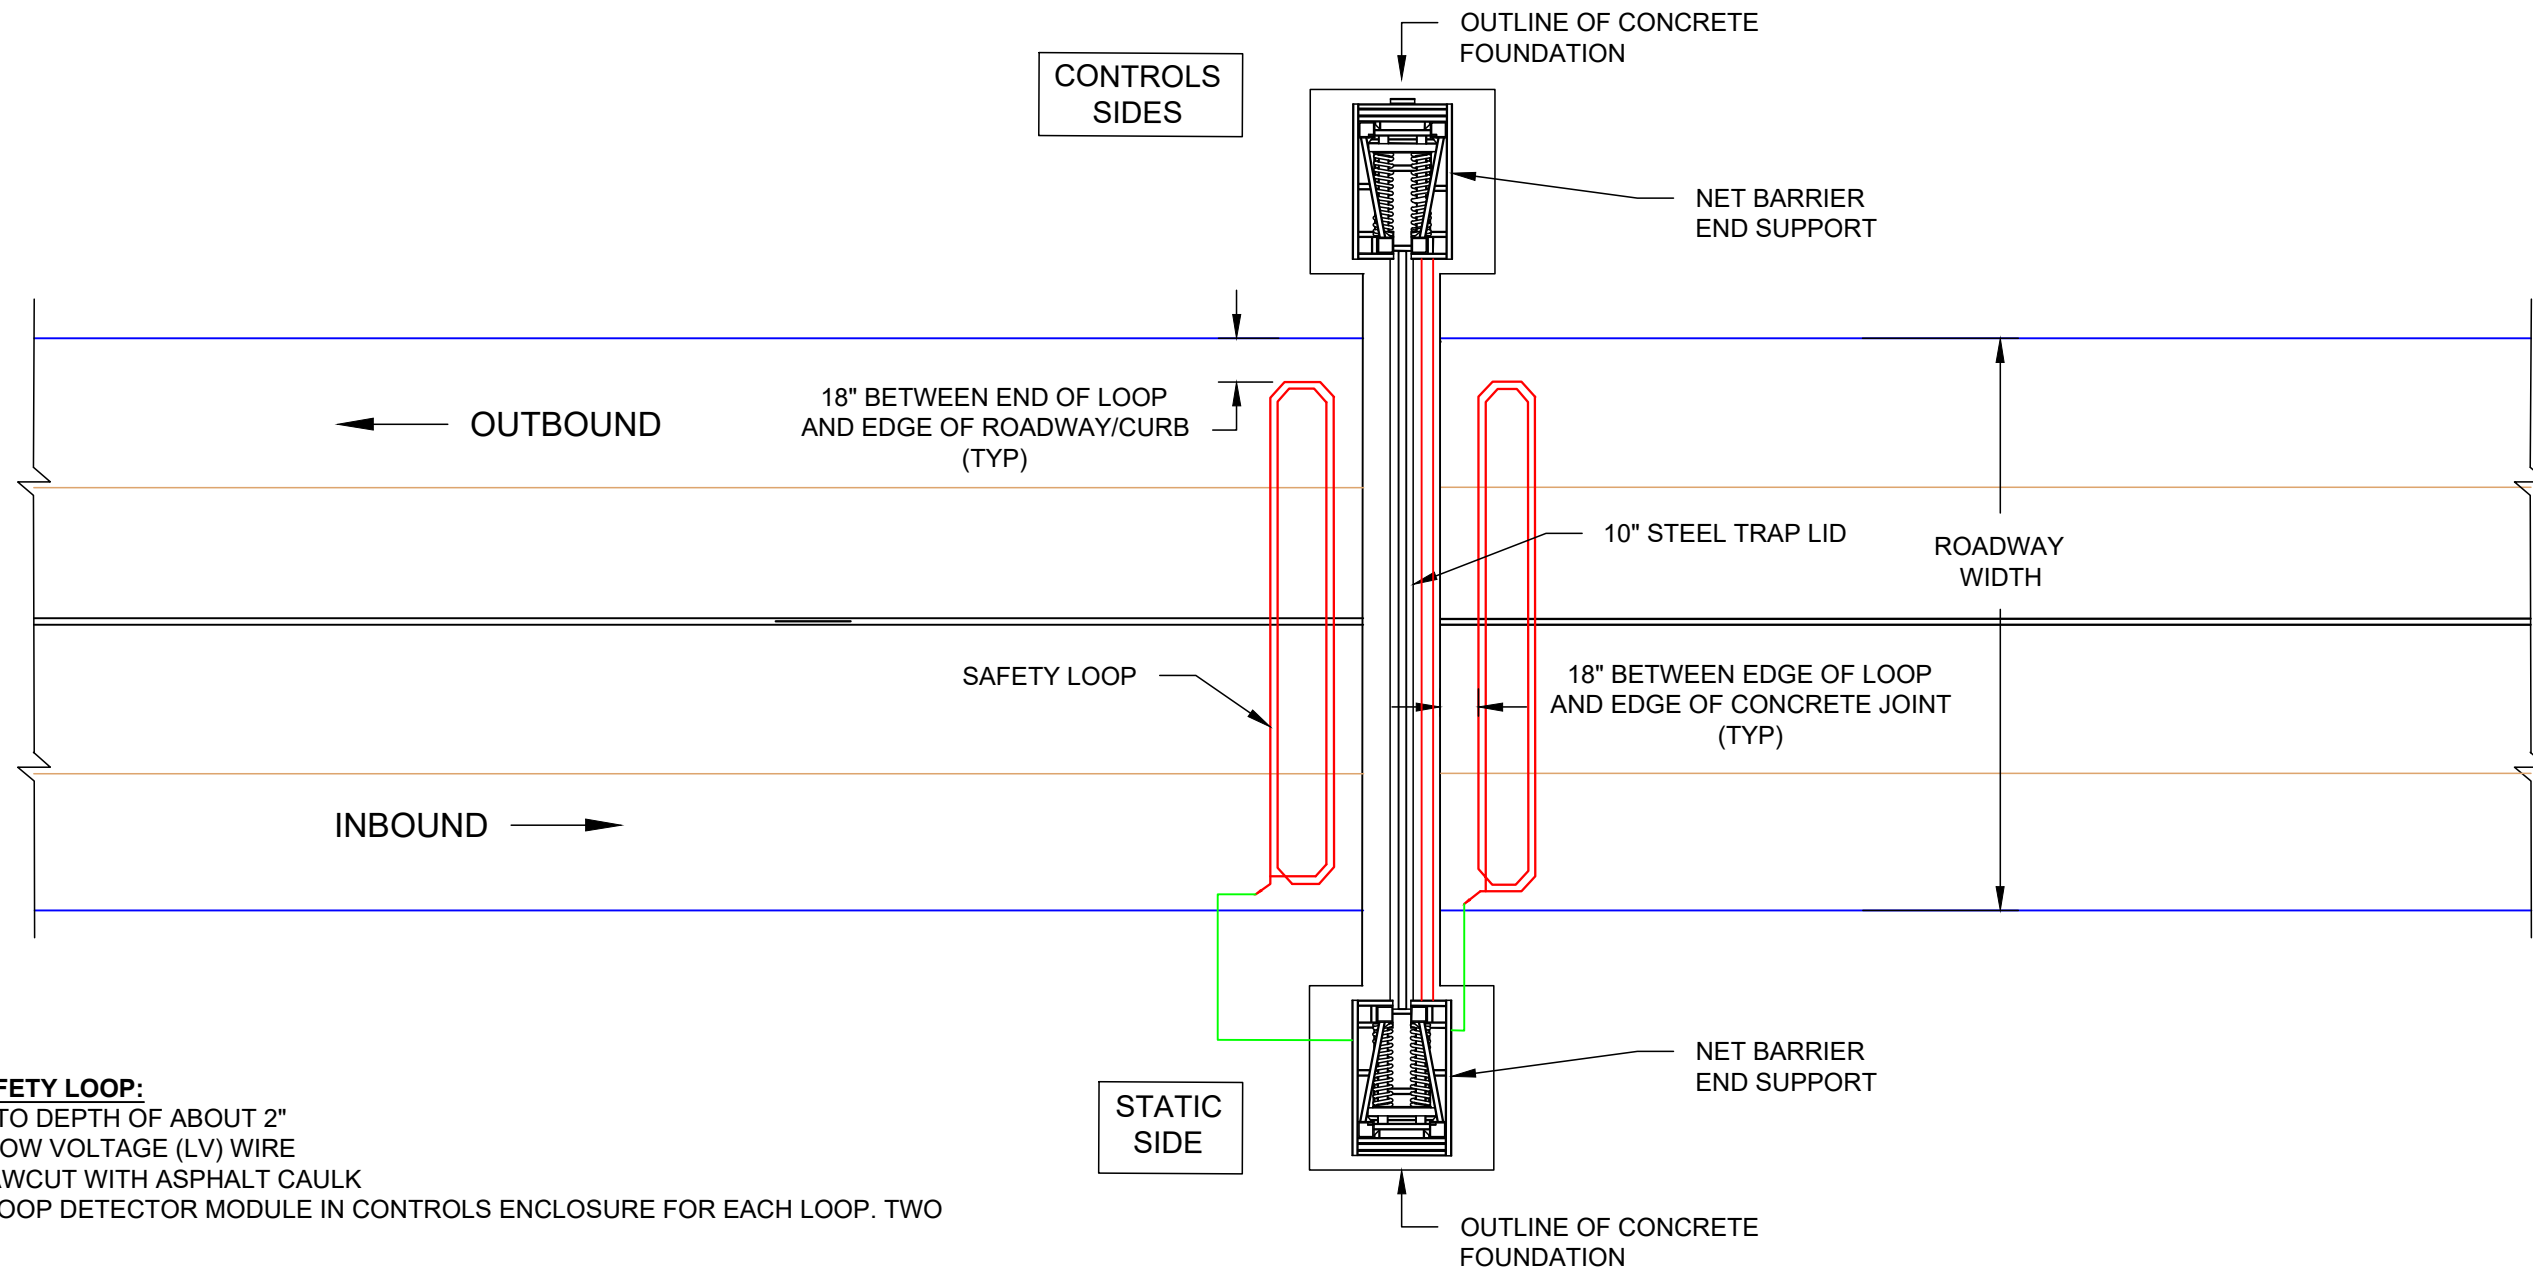 OUTLINE OF CONCRETE
FOUNDATION
CONTROLS
SIDES
NET BARRIER
END SUPPORT
18" BETWEEN END OF LOOP
AND EDGE OF ROADWAY/CURB
(TYP)
OUTBOUND
10" STEEL TRAP LID
ROADWAY
WIDTH
SAFETY LOOP
18" BETWEEN EDGE OF LOOP
AND EDGE OF CONCRETE JOINT
(TYP)
INBOUND
NET BARRIER
END SUPPORT
STATIC
SIDE
FETY LOOP:
TO DEPTH OF ABOUT 2"
OW VOLTAGE (LV) WIRE
AWCUT WITH ASPHALT CAULK
OOP DETECTOR MODULE IN CONTROLS ENCLOSURE FOR EACH LOOP. TWO
OUTLINE OF CONCRETE
FOUNDATION